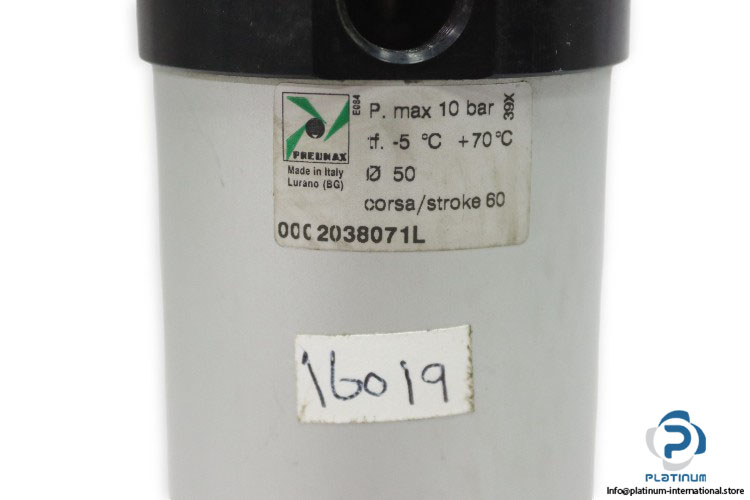 P. max 10 bar
39X
E084
tf. -5 °C +70°C
PNEUMAX
Made in Italy
Lurano (BG)
Ø 50
corsa/stroke 60
2038071L
16019
PLATINUM
Info@platinum-international.store